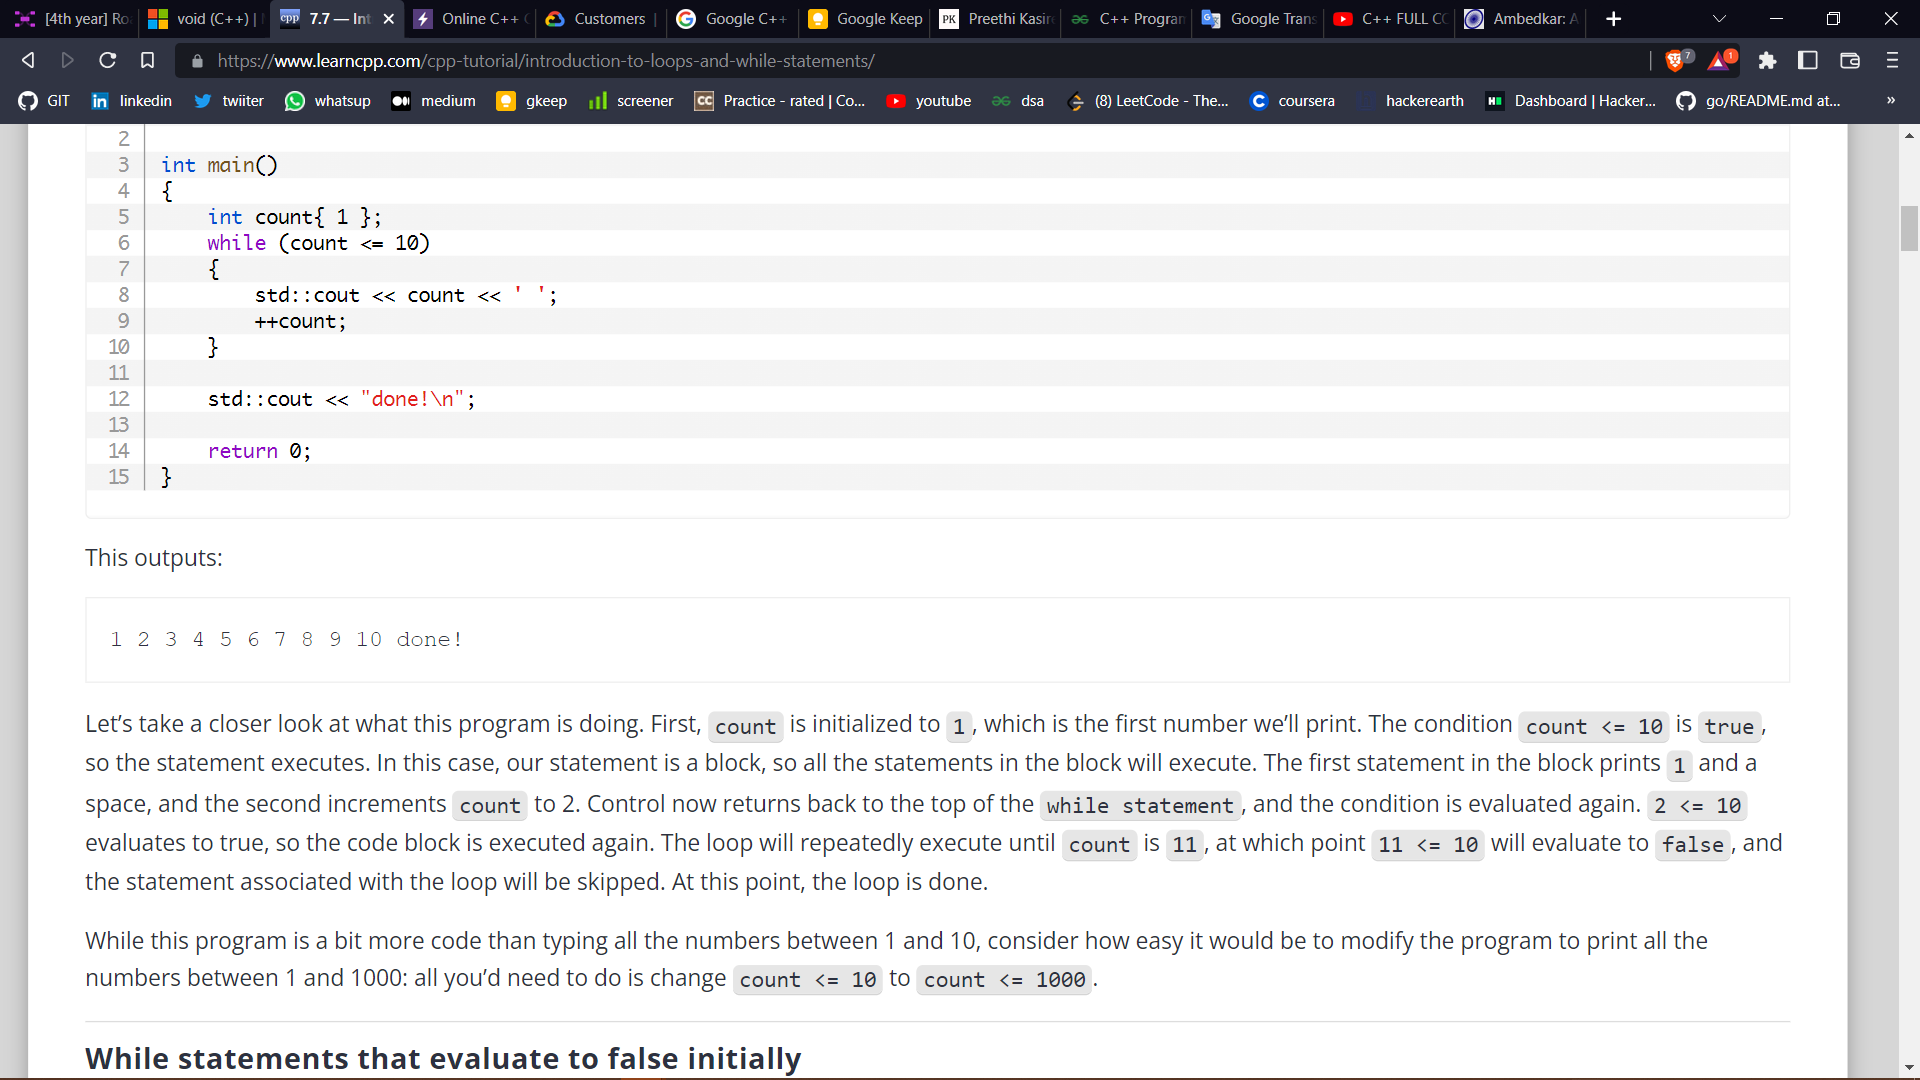 [4th year] Ro
void (C++) |
7.7 — Int
Online C++
Customers
Google C++
Google Keep
PK Preethi Kasir
C++ Program
Google Trans
C++ FULL CO
Ambedkar: A
https://www.learncpp.com/cpp-tutorial/introduction-to-loops-and-while-statements/
7
1
GIT
linkedin
twiiter
whatsup
medium
gkeep
screener
Practice - rated | Co...
youtube
dsa
(8) LeetCode - The...
coursera
hackerearth
Dashboard | Hacker...
go/README.md at...
»
2
3 int main()
4 {
5 int count{ 1 };
6 while (count <= 10)
7 {
8 std::cout << count << ' ';
9 ++count;
10 }
11
12 std::cout << "done!\n";
13
14 return 0;
15 }
This outputs:
1 2 3 4 5 6 7 8 9 10 done!
Let’s take a closer look at what this program is doing. First, count is initialized to 1, which is the first number we’ll print. The condition count <= 10 is true,
so the statement executes. In this case, our statement is a block, so all the statements in the block will execute. The first statement in the block prints 1 and a
space, and the second increments count to 2. Control now returns back to the top of the while statement, and the condition is evaluated again. 2 <= 10
evaluates to true, so the code block is executed again. The loop will repeatedly execute until count is 11, at which point 11 <= 10 will evaluate to false, and
the statement associated with the loop will be skipped. At this point, the loop is done.
While this program is a bit more code than typing all the numbers between 1 and 10, consider how easy it would be to modify the program to print all the
numbers between 1 and 1000: all you’d need to do is change count <= 10 to count <= 1000.
While statements that evaluate to false initially